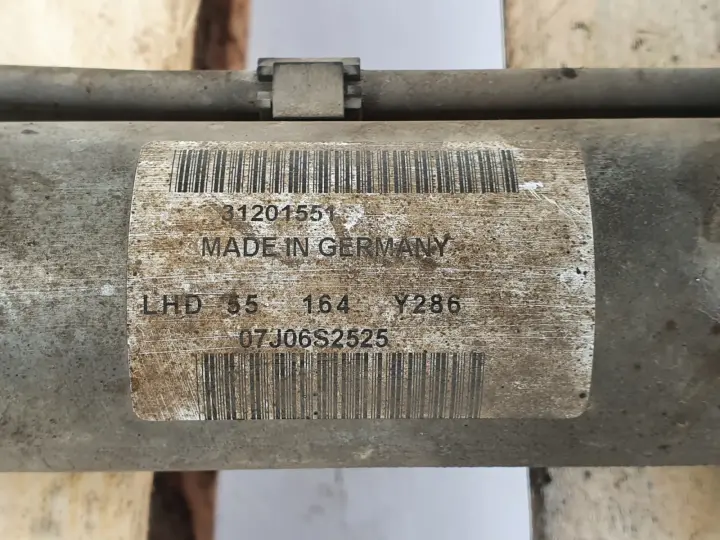 31201551
MADE IN GERMANY
LHD 55 164 Y286
07J06S2525